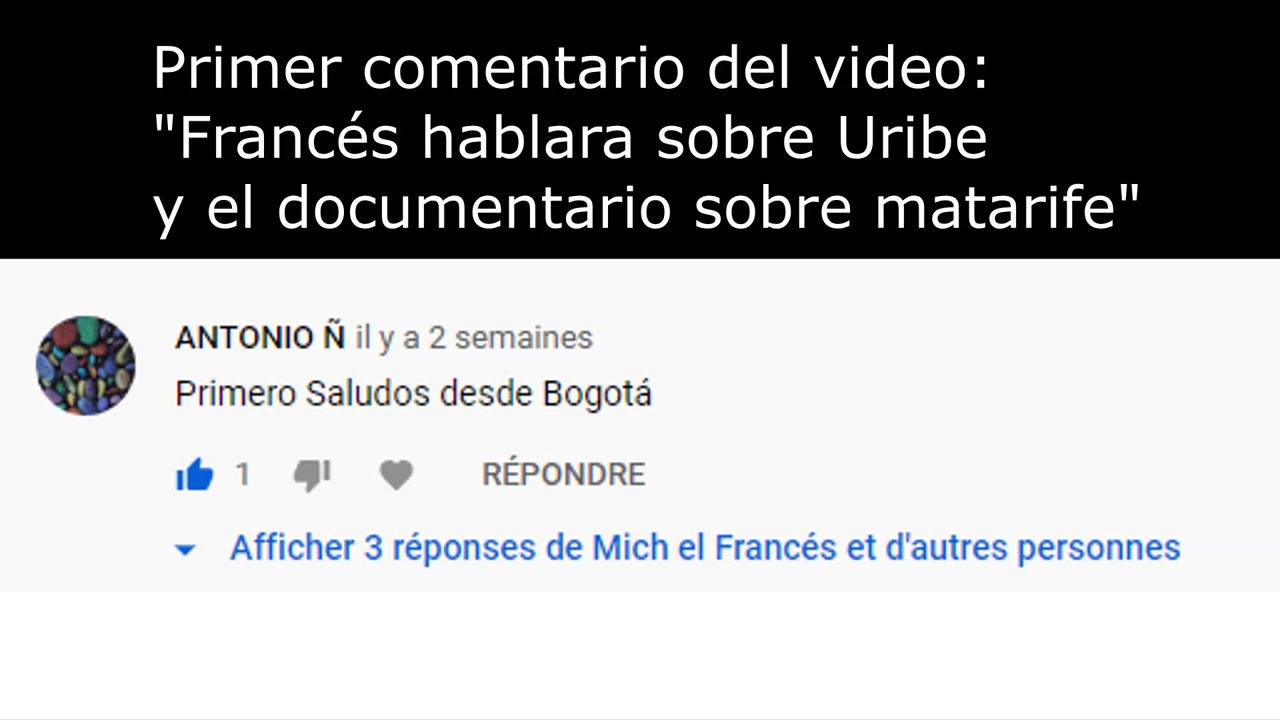 Primer comentario del video:
"Francés hablara sobre Uribe
y el documentario sobre matarife"
ANTONIO Ñ il y a 2 semaines
Primero Saludos desde Bogotá
1 RÉPONDRE
Afficher 3 réponses de Mich el Francés et d'autres personnes